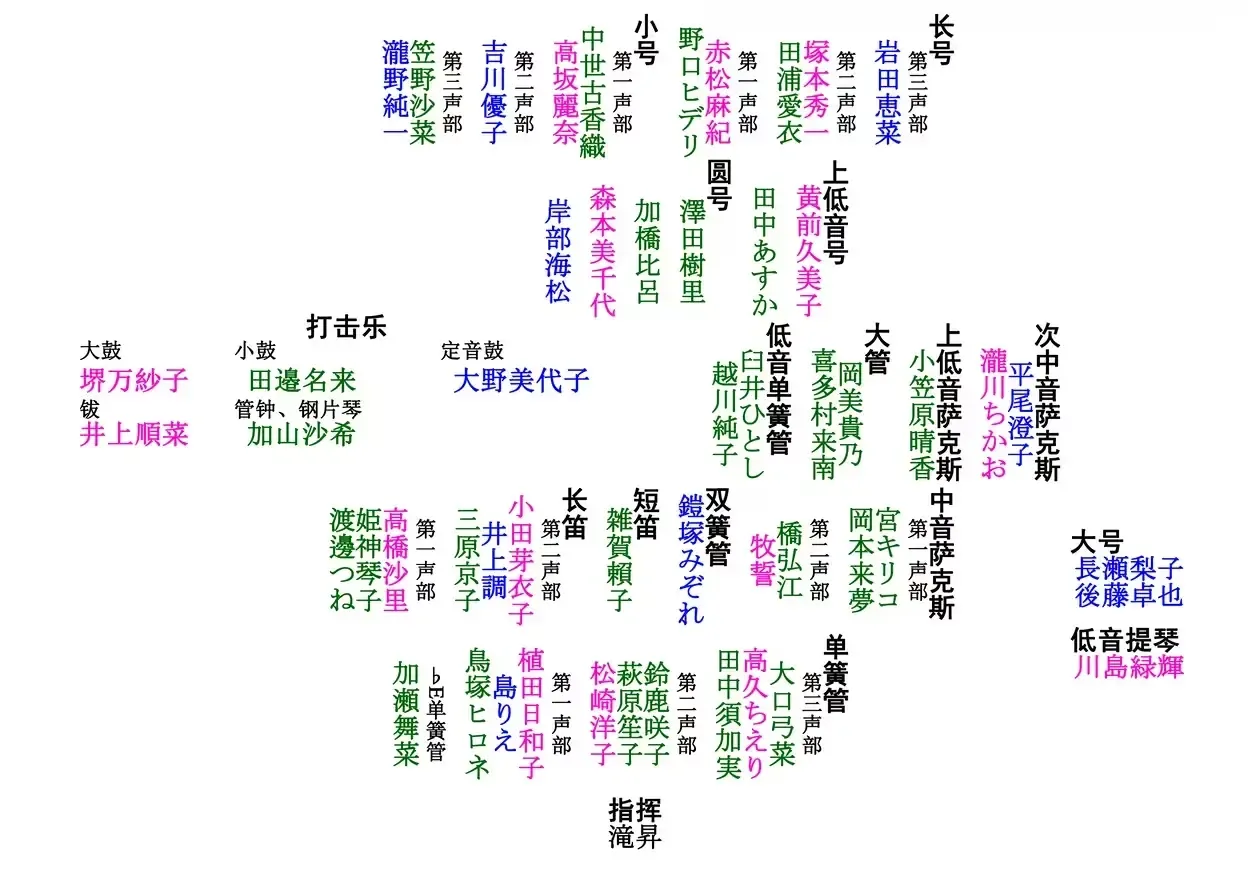 小号
第一声部
中世古香織
高坂麗奈
第二声部
吉川優子
第三声部
笠野沙菜
瀧野純一
长号
第三声部
岩田恵菜
第二声部
塚本秀一
田浦愛衣
第一声部
赤松麻紀
野口ヒデリ
上低音号
黄前久美子
田中あすか
圆号
澤田樹里
加橋比呂
森本美千代
岸部海松
打击乐
大鼓
堺万紗子
钹
井上順菜
小鼓
田邉名来
管钟、钢片琴
加山沙希
定音鼓
大野美代子
次中音萨克斯
平尾澄子
瀧川ちかお
上低音萨克斯
小笠原晴香
大管
岡美貴乃
喜多村来南
低音单簧管
臼井ひとし
越川純子
中音萨克斯
第一声部
宮キリコ
岡本来夢
第二声部
橋弘江
牧誓
双簧管
鎧塚みぞれ
短笛
雑賀頼子
长笛
第二声部
小田芽衣子
井上調
三原京子
第一声部
高橋沙里
姫神琴子
渡邊つね
大号
長瀬梨子
後藤卓也
低音提琴
川島緑輝
单簧管
第三声部
大口弓菜
高久ちえり
田中須加実
第二声部
鈴鹿咲子
萩原笙子
松崎洋子
第一声部
植田日和子
島りえ
鳥塚ヒロネ
♭E单簧管
加瀬舞菜
指挥
滝昇